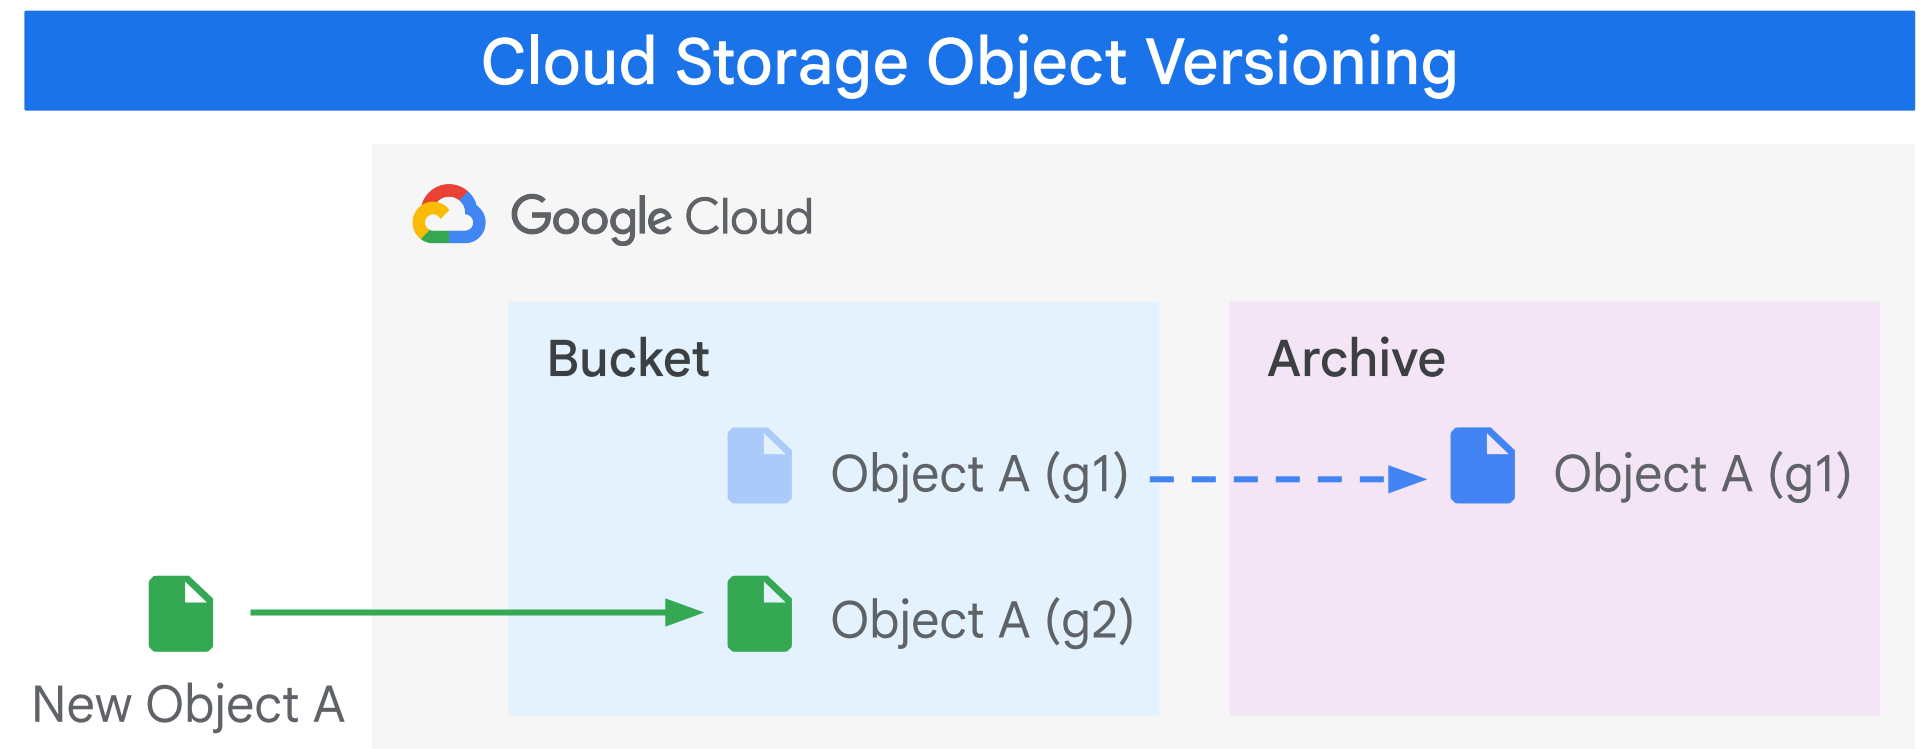 Cloud Storage Object Versioning
Google Cloud
Bucket
Archive
Object A (g1)
Object A (g1)
Object A (g2)
New Object A